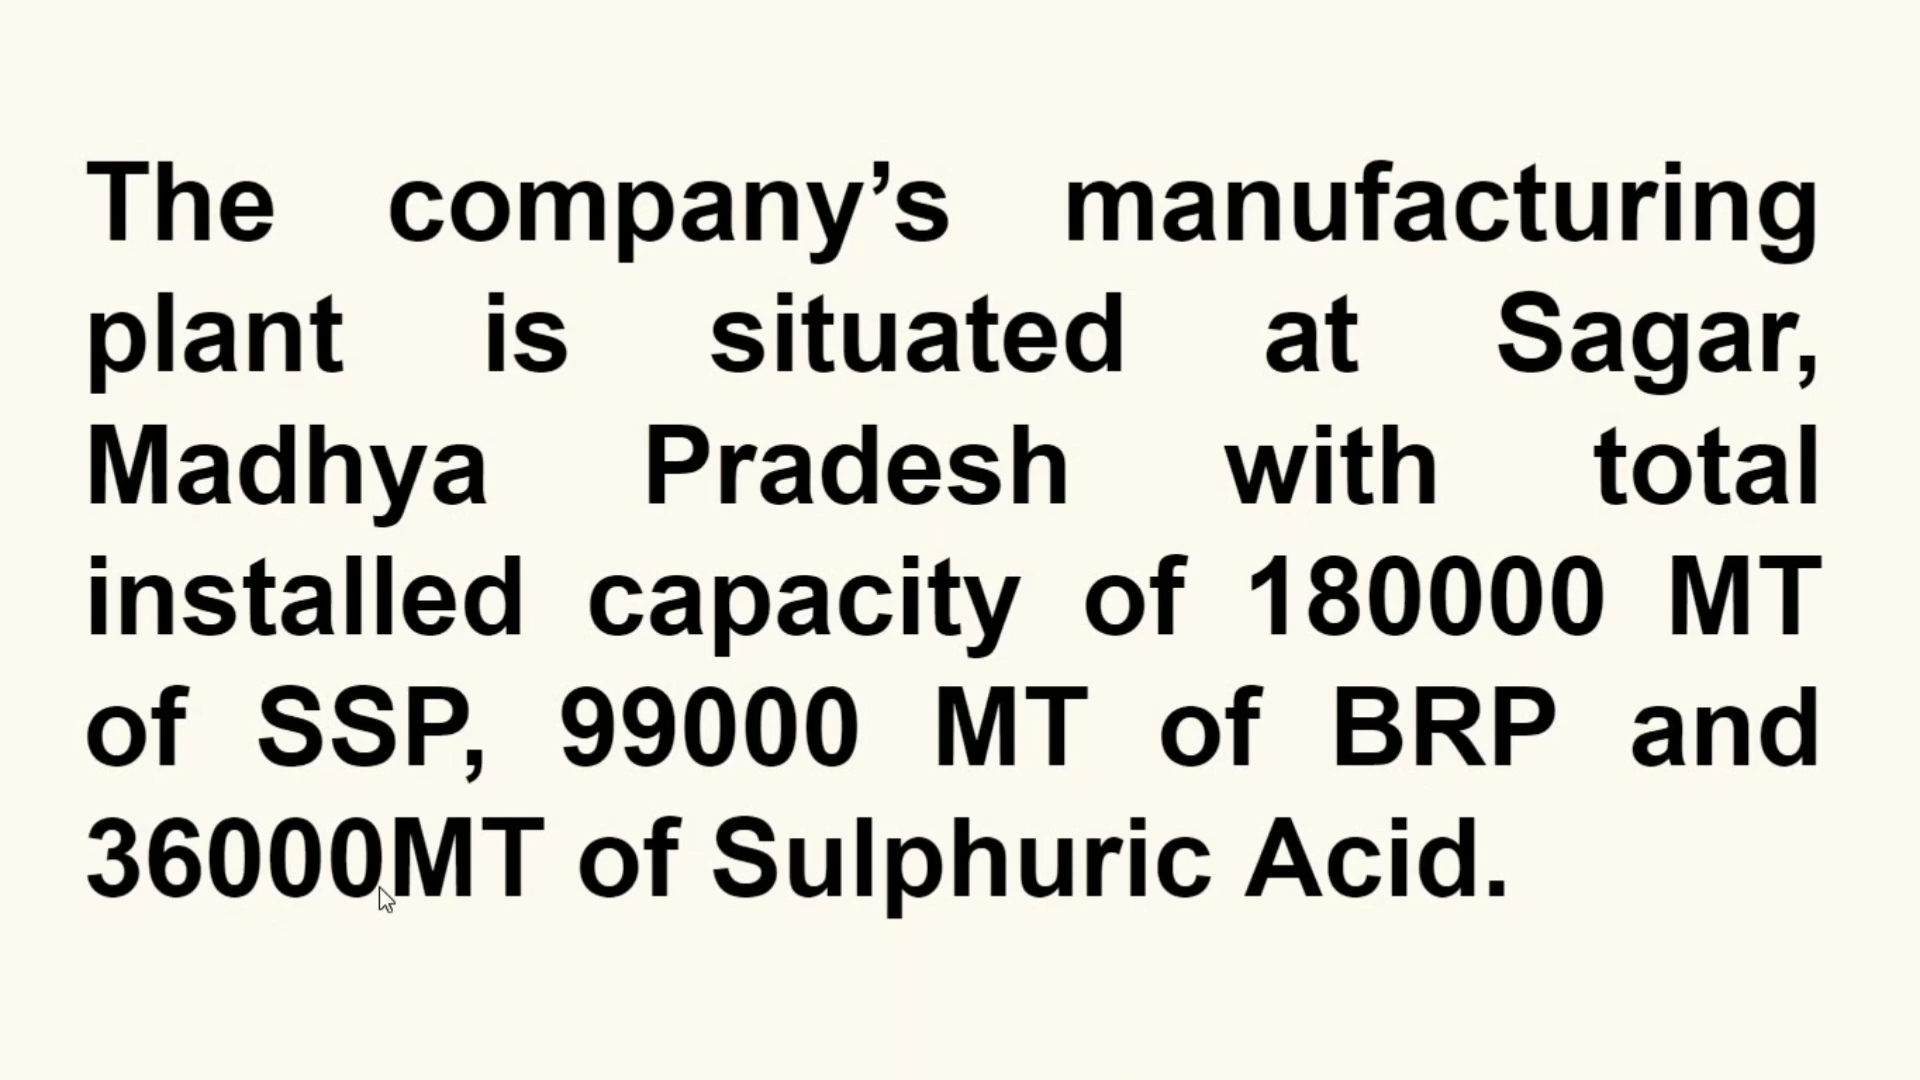 The company’s manufacturing
plant is situated at Sagar,
Madhya Pradesh with total
installed capacity of 180000 MT
of SSP, 99000 MT of BRP and
36000MT of Sulphuric Acid.